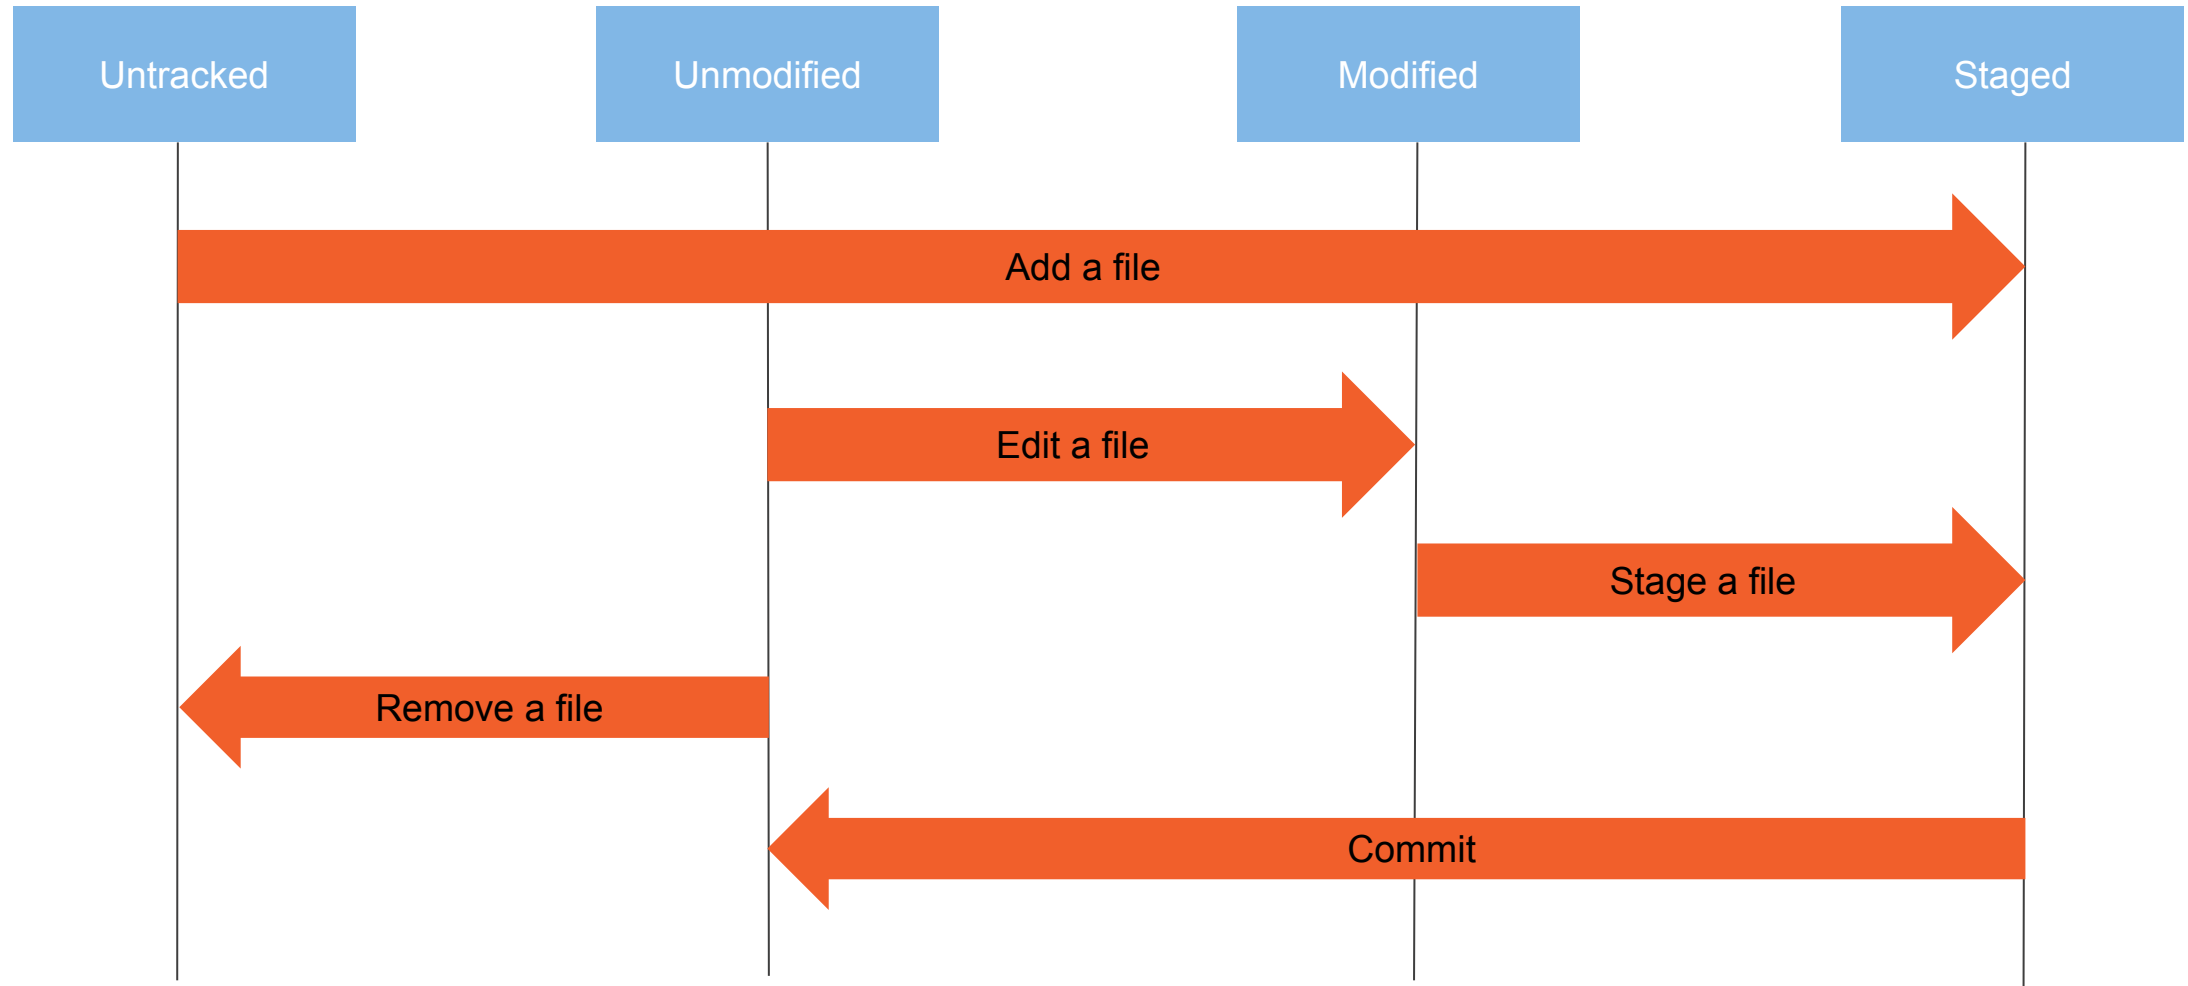 Untracked
Unmodified
Modified
Staged
Add a file
Edit a file
Stage a file
Remove a file
Commit